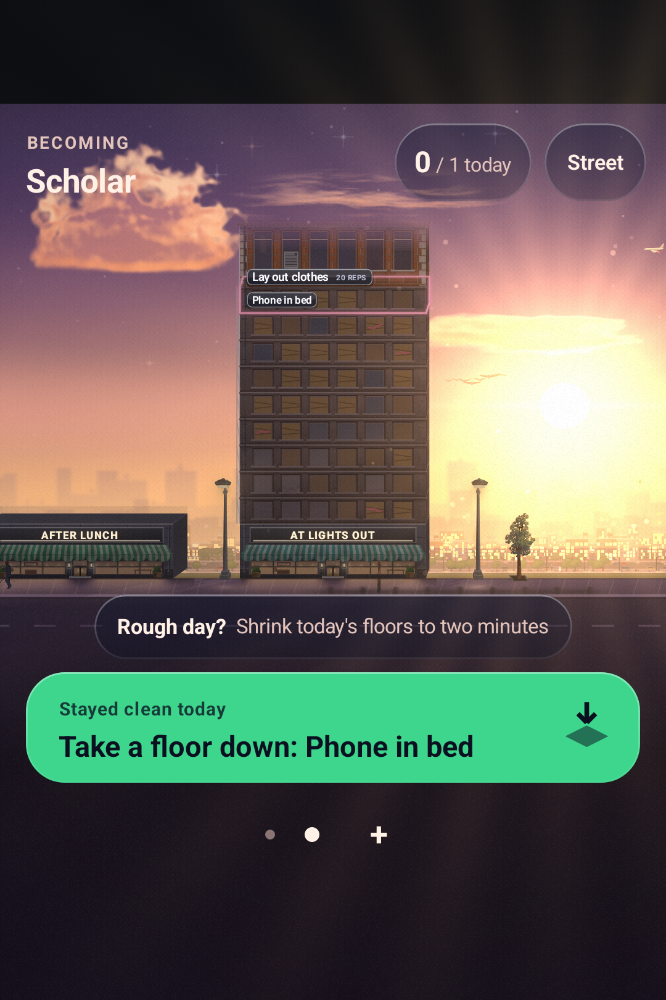 BECOMING
Scholar
0 / 1 today
Street
Lay out clothes 20 REPS
Phone in bed
AFTER LUNCH
AT LIGHTS OUT
Rough day? Shrink today's floors to two minutes
Stayed clean today
Take a floor down: Phone in bed
+